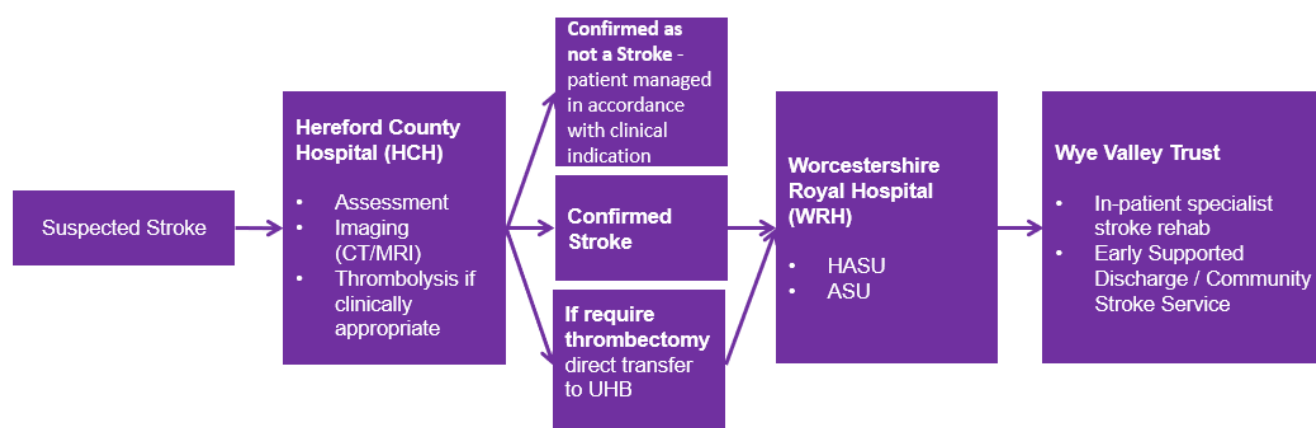 Suspected Stroke
Hereford County
Hospital (HCH)
• Assessment
• Imaging
(CT/MRI)
• Thrombolysis if
clinically
appropriate
Confirmed as
not a Stroke -
patient managed
in accordance
with clinical
indication
Confirmed
Stroke
If require
thrombectomy
direct transfer
to UHB
Worcestershire
Royal Hospital
(WRH)
• HASU
• ASU
Wye Valley Trust
• In-patient specialist
stroke rehab
• Early Supported
Discharge / Community
Stroke Service